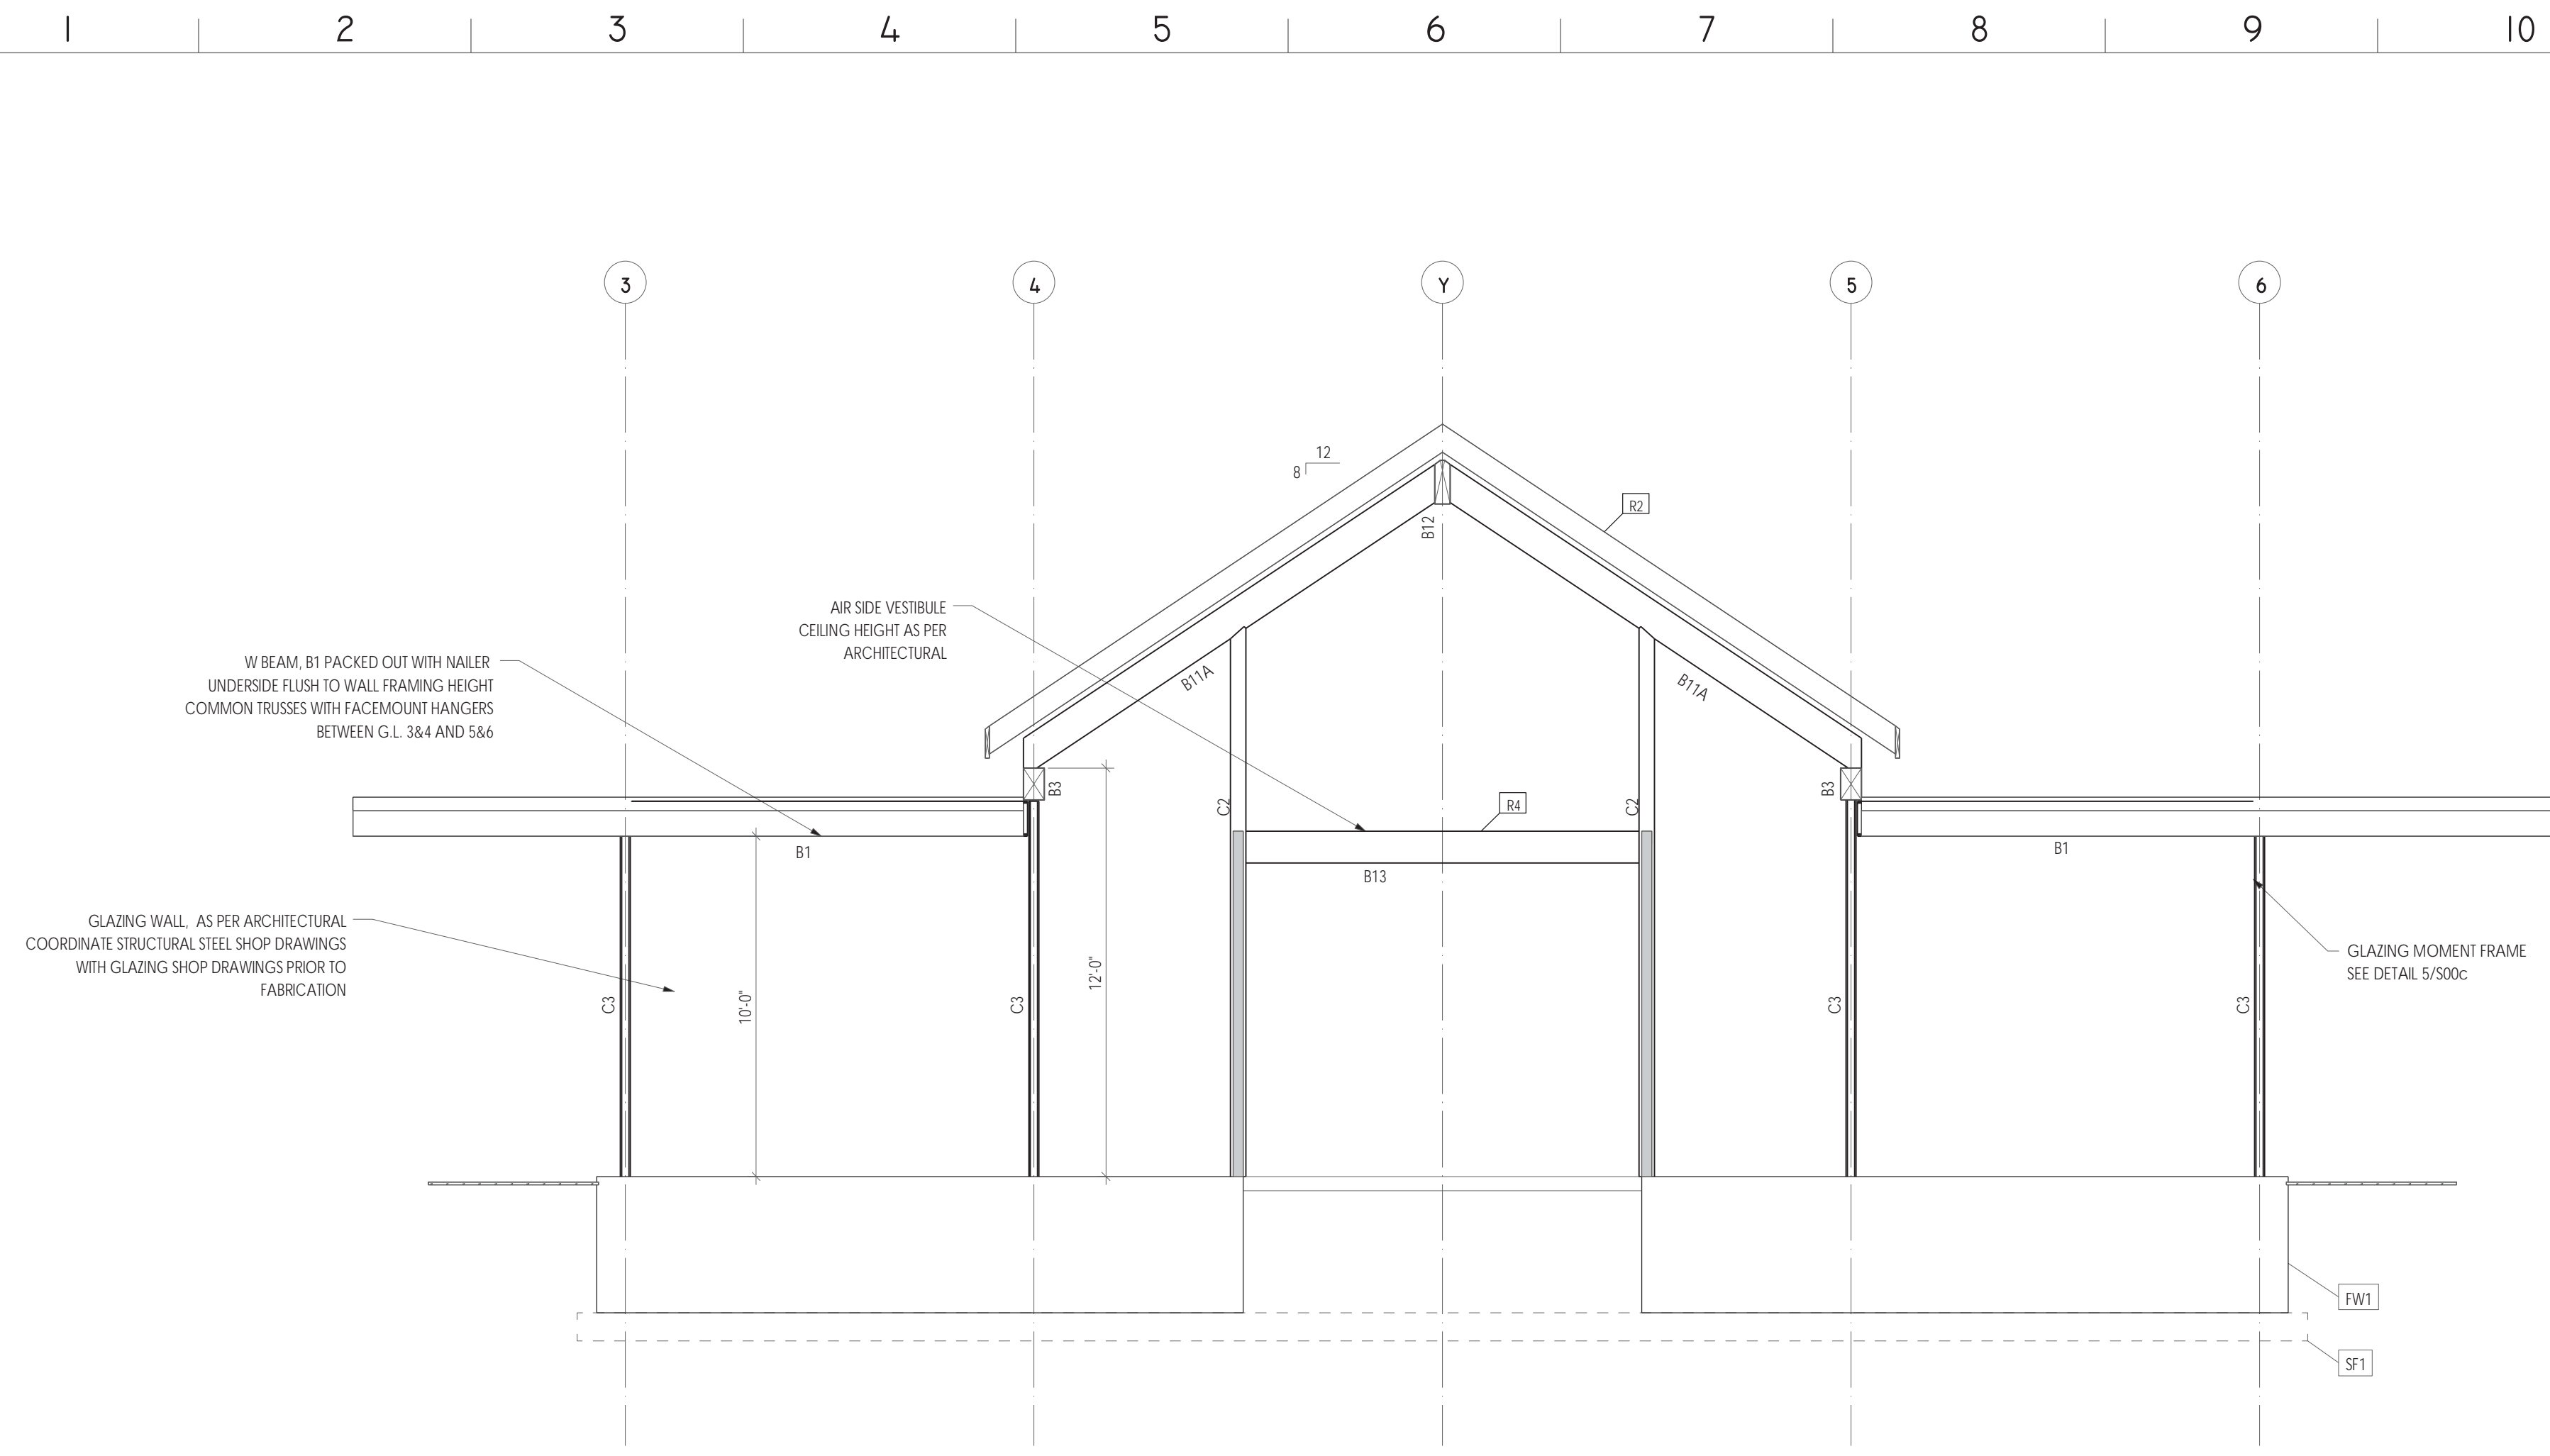 1 2 3 4 5 6 7 8 9 10
3 4 Y 5 6
12
8
R2
B12
AIR SIDE VESTIBULE
CEILING HEIGHT AS PER
ARCHITECTURAL
W BEAM, B1 PACKED OUT WITH NAILER
UNDERSIDE FLUSH TO WALL FRAMING HEIGHT
COMMON TRUSSES WITH FACEMOUNT HANGERS
BETWEEN G.L. 3&4 AND 5&6
B11A
B11A
B3
B3
C2
C2
R4
B1
B1
B13
GLAZING WALL, AS PER ARCHITECTURAL
COORDINATE STRUCTURAL STEEL SHOP DRAWINGS
WITH GLAZING SHOP DRAWINGS PRIOR TO
FABRICATION
GLAZING MOMENT FRAME
SEE DETAIL 5/S00c
C3
10'-0"
C3
12'-0"
C3
C3
FW1
SF1